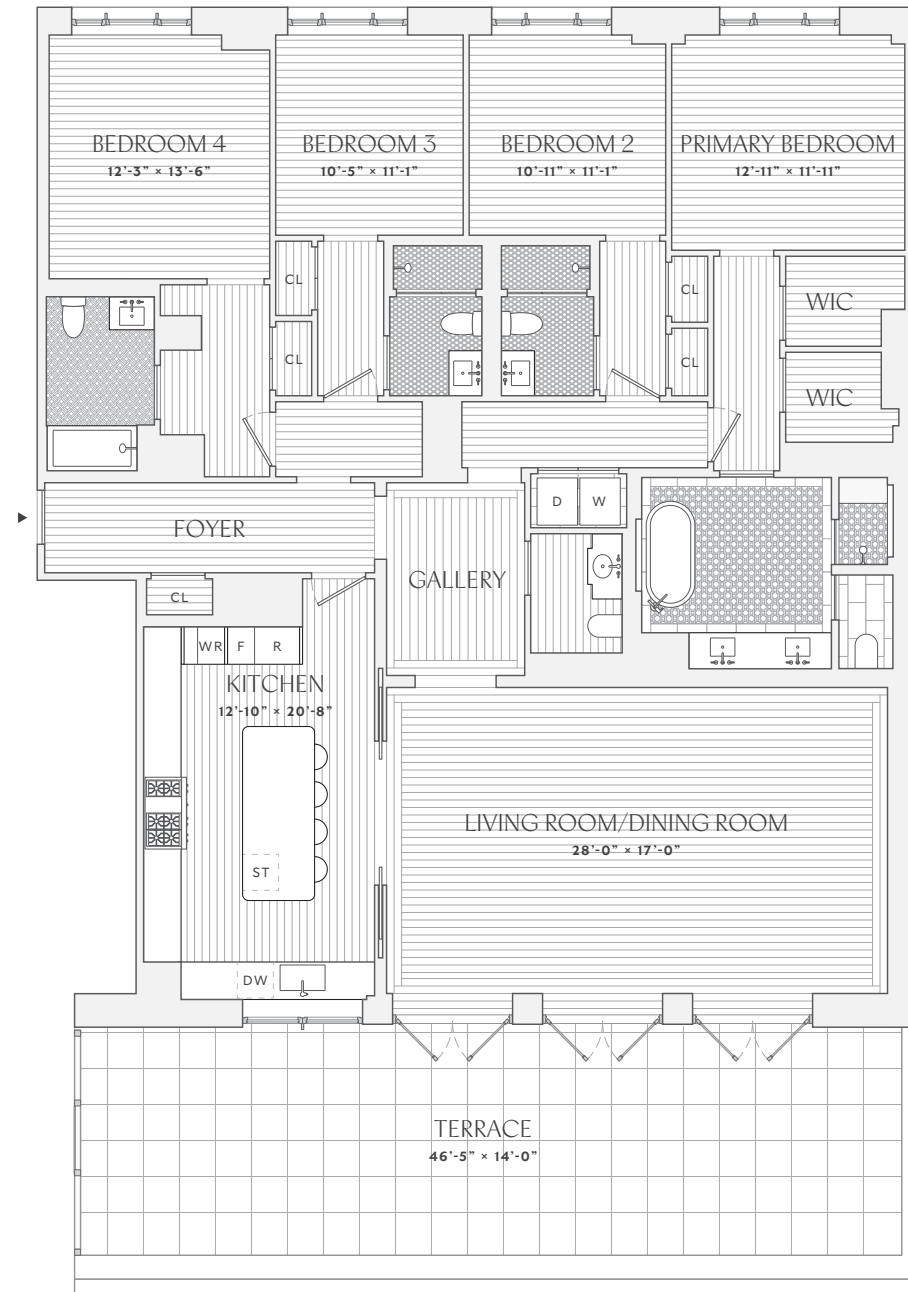 BEDROOM 4
12'-3" × 13'-6"
BEDROOM 3
10'-5" × 11'-1"
BEDROOM 2
10'-11" × 11'-1"
PRIMARY BEDROOM
12'-11" × 11'-11"
CL
CL
CL
CL
WIC
WIC
D
W
FOYER
GALLERY
CL
WR
F
R
KITCHEN
12'-10" × 20'-8"
LIVING ROOM/DINING ROOM
28'-0" × 17'-0"
ST
DW
TERRACE
46'-5" × 14'-0"